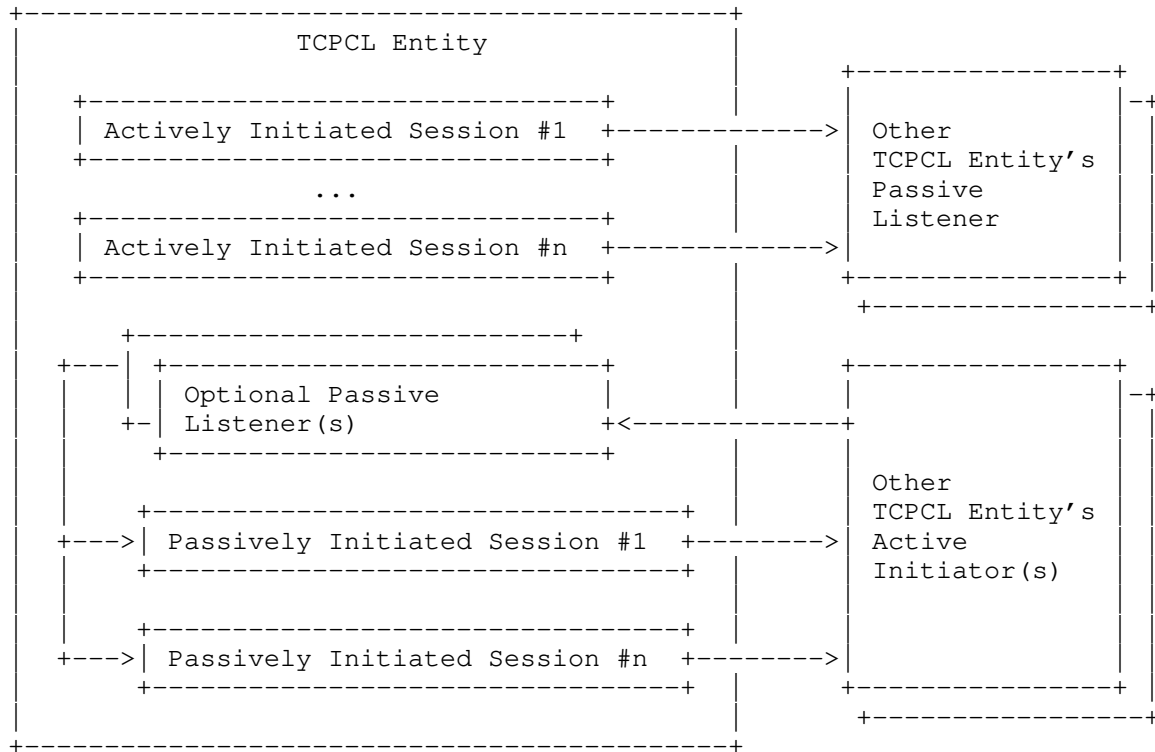 TCPCL Entity
Actively Initiated Session #1
Other
TCPCL Entity's
Passive
Listener
...
Actively Initiated Session #n
Optional Passive
Listener(s)
Other
TCPCL Entity's
Active
Initiator(s)
Passively Initiated Session #1
Passively Initiated Session #n